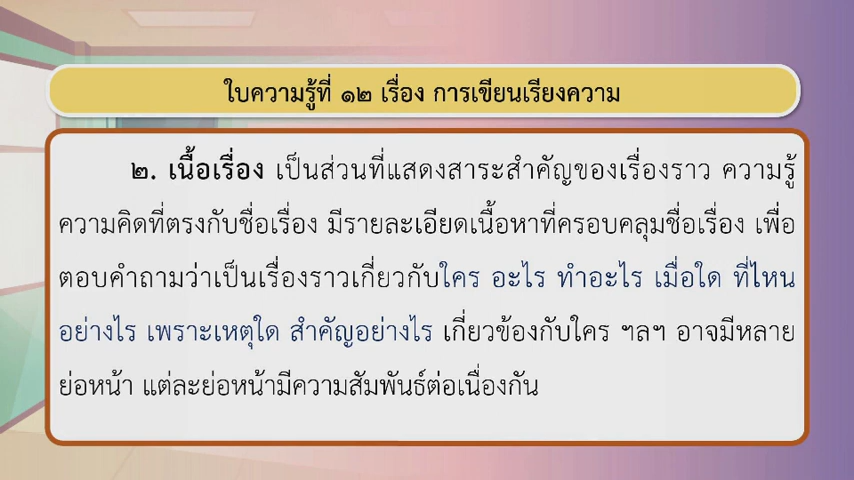 ใบความรู้ที่ ๑๒ เรื่อง การเขียนเรียงความ
๒. เนื้อเรื่อง เป็นส่วนที่แสดงสาระสำคัญของเรื่องราว ความรู้
ความคิดที่ตรงกับชื่อเรื่อง มีรายละเอียดเนื้อหาที่ครอบคลุมชื่อเรื่อง เพื่อ
ตอบคำถามว่าเป็นเรื่องราวเกี่ยวกับใคร อะไร ทำอะไร เมื่อใด ที่ไหน
อย่างไร เพราะเหตุใด สำคัญอย่างไร เกี่ยวข้องกับใคร ฯลฯ อาจมีหลาย
ย่อหน้า แต่ละย่อหน้ามีความสัมพันธ์ต่อเนื่องกัน